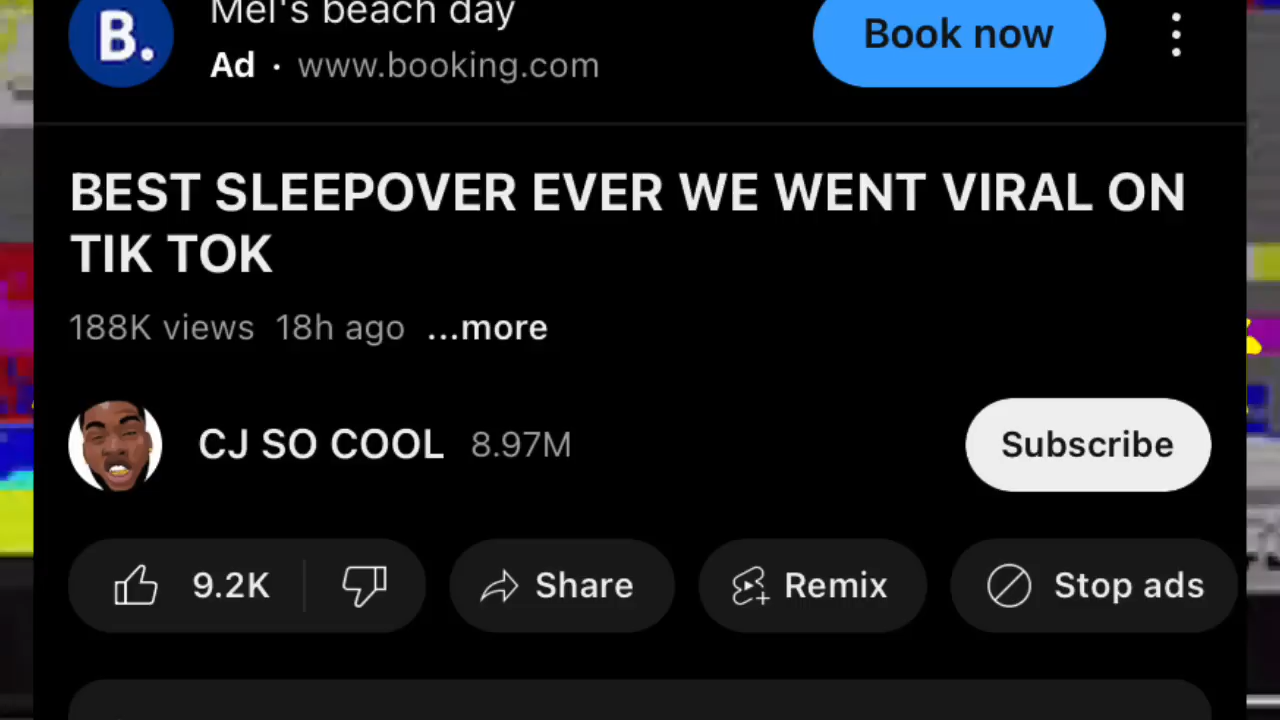 B.
Mel's beach day
Ad · www.booking.com
Book now
BEST SLEEPOVER EVER WE WENT VIRAL ON
TIK TOK
188K views 18h ago ...more
CJ SO COOL 8.97M
Subscribe
9.2K
Share
Remix
Stop ads